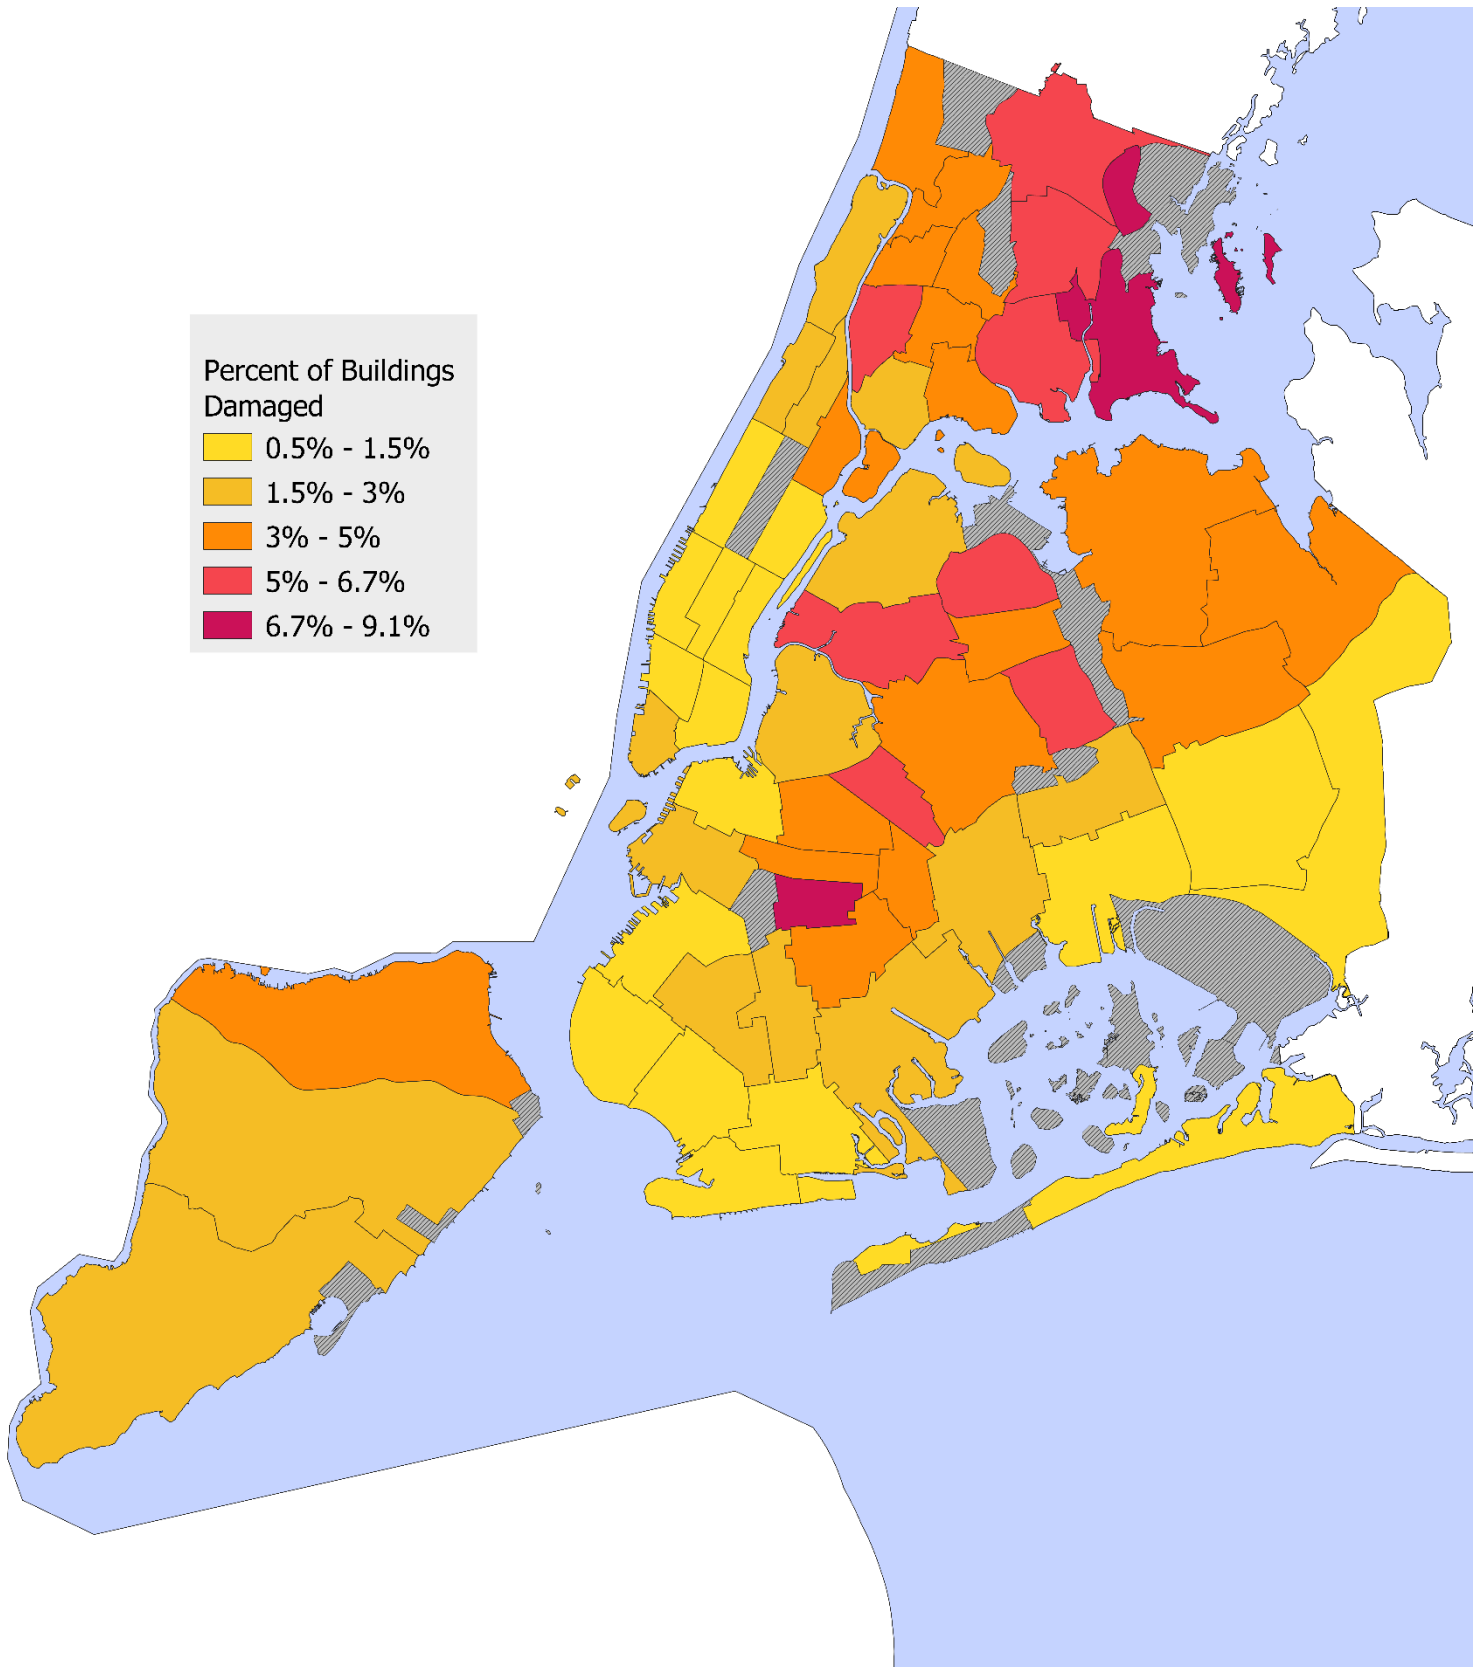 Percent of Buildings
Damaged
0.5% - 1.5%
1.5% - 3%
3% - 5%
5% - 6.7%
6.7% - 9.1%